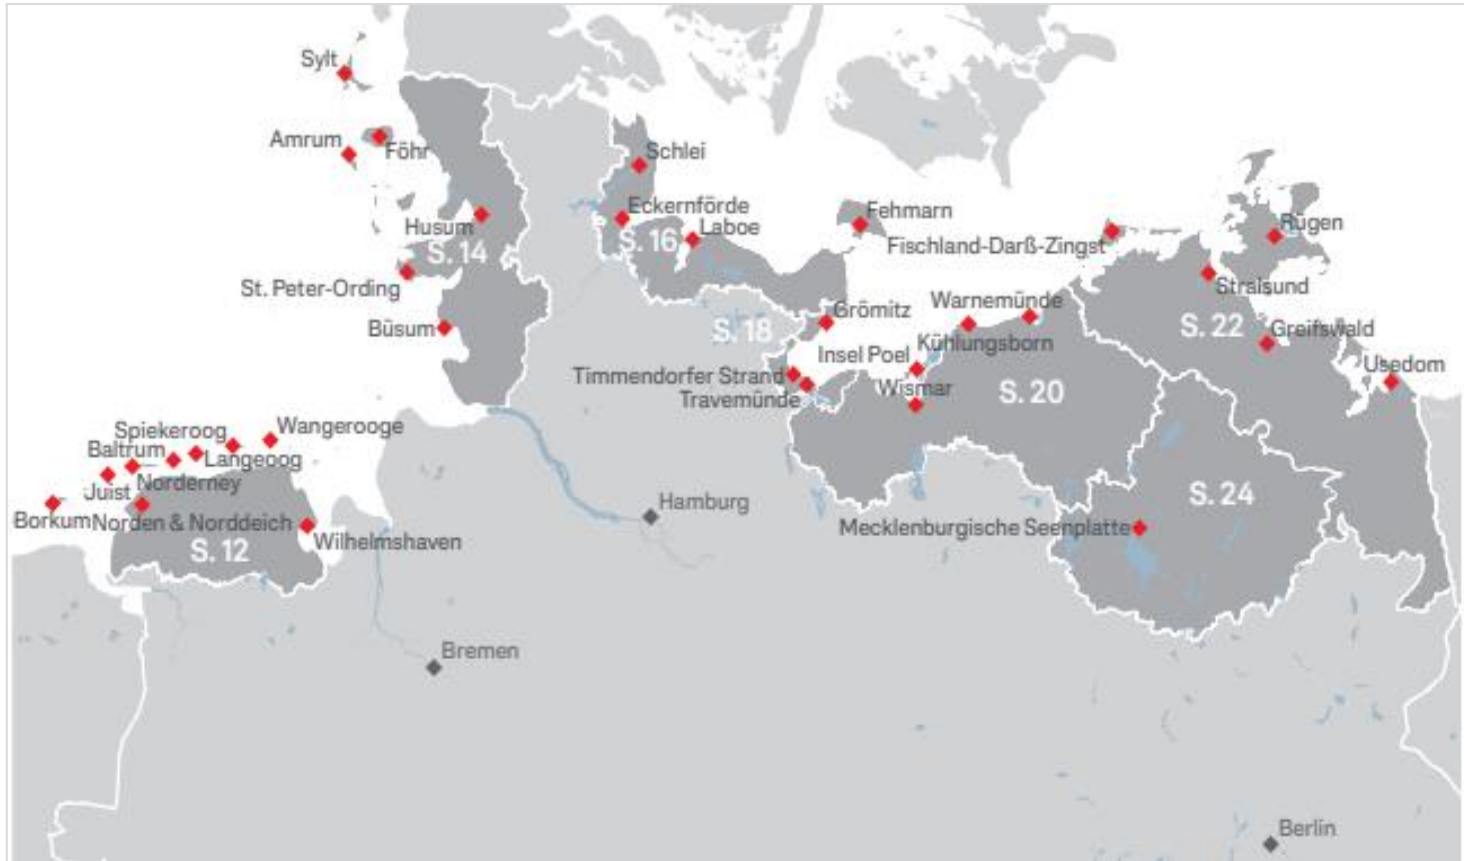 Sylt
Amrum
Föhr
Schlei
Eckernförde
Fehmarn
Husum
S. 14
S. 16
Laboe
Fischland-Darß-Zingst
Rügen
St. Peter-Ording
Stralsund
Büsum
Grömitz
Warnemünde
S. 18
S. 22
Greifswald
Insel Poel
Kühlungsborn
Usedom
Timmendorfer Strand
Travemünde
Wismar
S. 20
Spiekeroog
Wangerooge
Baltrum
Langeoog
Juist
Norderney
Borkum
Norden & Norddeich
Wilhelmshaven
S. 12
Hamburg
S. 24
Mecklenburgische Seenplatte
Bremen
Berlin